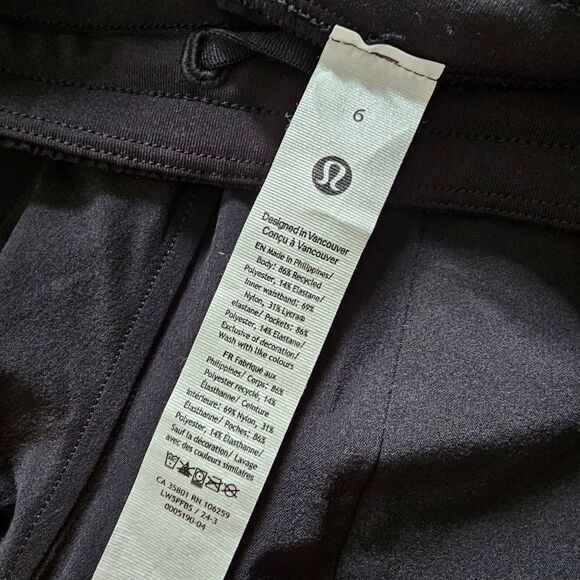 6
Designed in Vancouver
Conçu à Vancouver
EN Made in Philippines/
Body: 86% Recycled
Polyester, 14% Elastane/
Inner waistband: 69%
Nylon, 31% Lycra®
elastane/ Pockets: 86%
Polyester, 14% Elastane/
Exclusive of decoration/
Wash with like colours
FR Fabriqué aux
Philippines/ Corps: 86%
Polyester recyclé, 14%
Élasthanne/ Ceinture
intérieure: 69% Nylon, 31%
Élasthanne/ Poches: 86%
Polyester, 14% Élasthanne/
Sauf la décoration/ Lavage
avec des couleurs similaires
CA 35801 RN 106259
LW5FFBS / 24-3
0005190-04